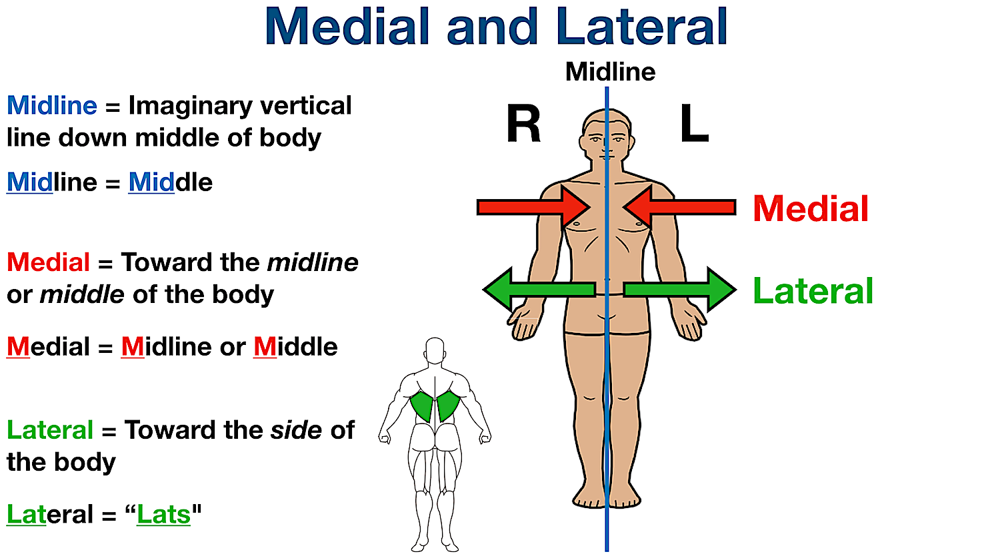 Medial and Lateral
Midline = Imaginary vertical
line down middle of body
Midline = Middle
Medial = Toward the midline
or middle of the body
Medial = Midline or Middle
Lateral = Toward the side of
the body
Lateral = “Lats"
Midline
R L
Medial
Lateral